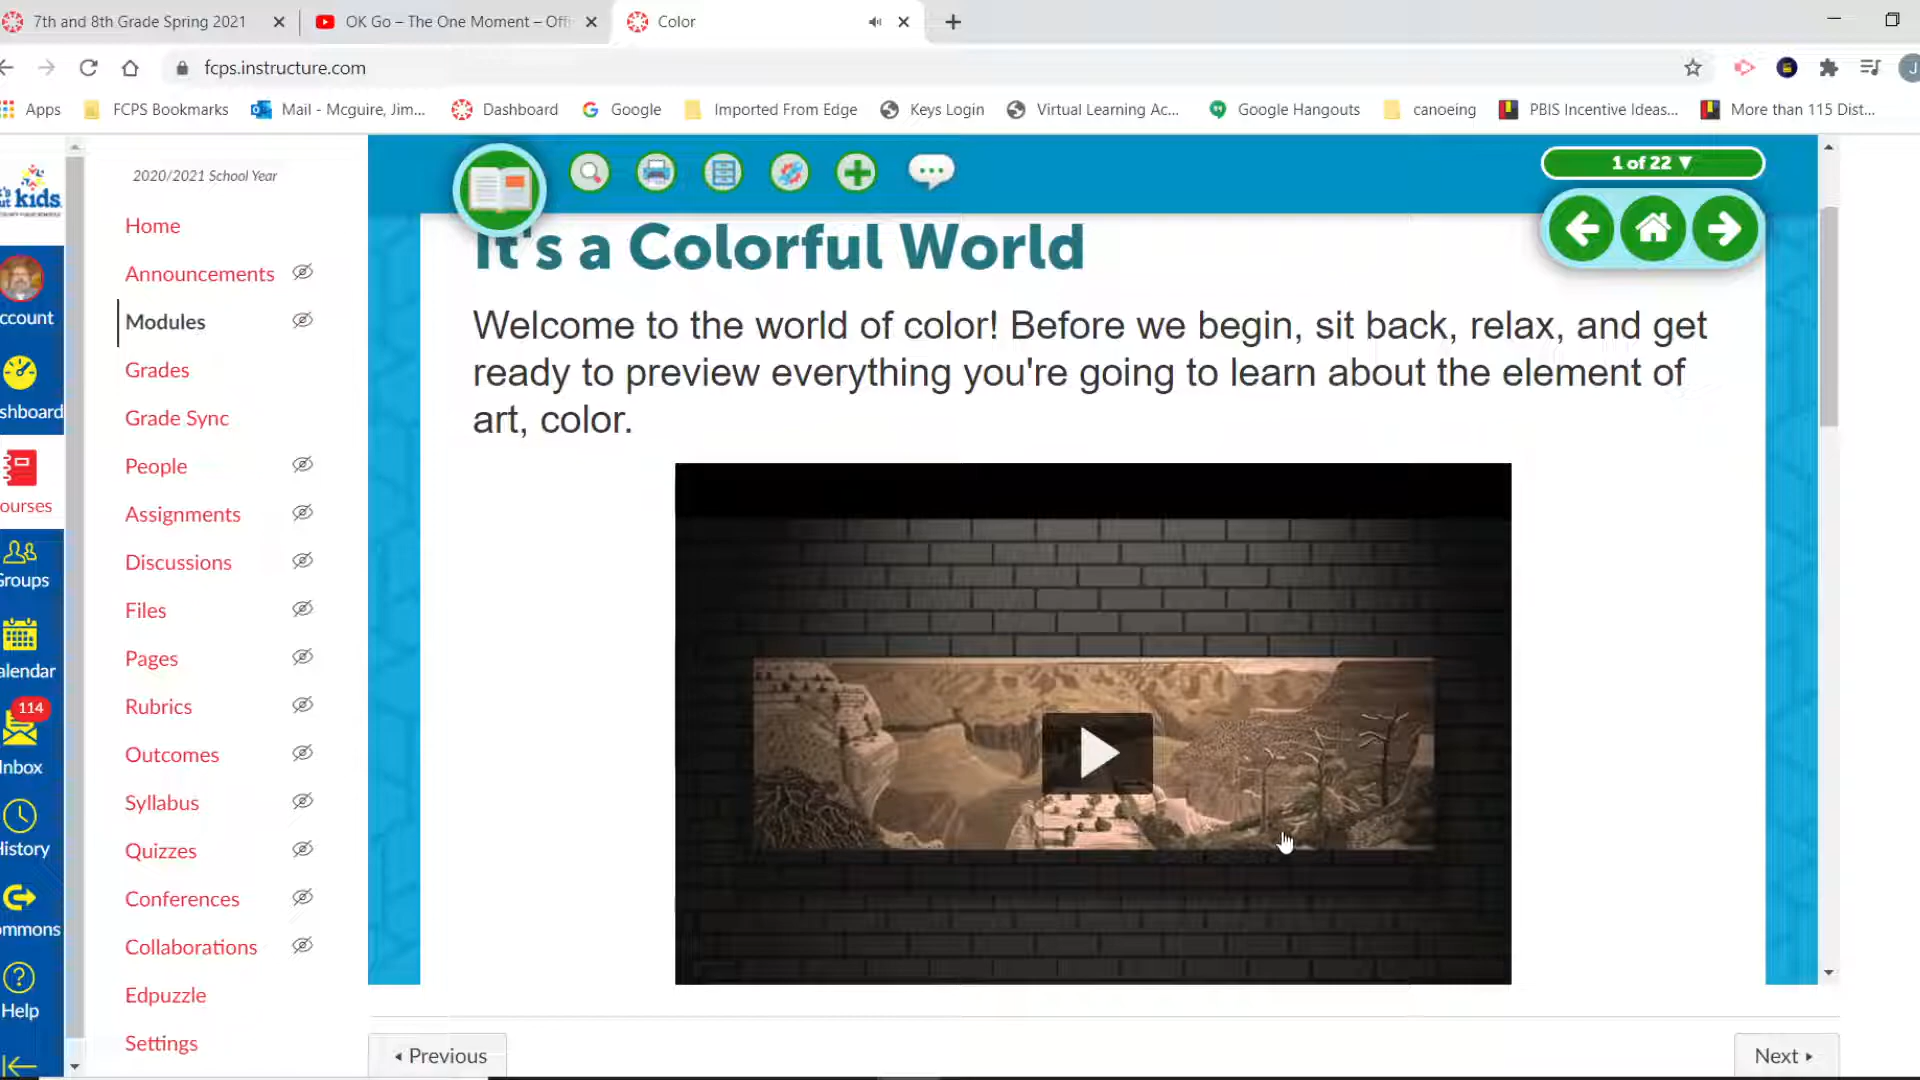 7th and 8th Grade Spring 2021
OK Go – The One Moment – Offi
Color
fcps.instructure.com
Apps
FCPS Bookmarks
Mail - Mcguire, Jim...
Dashboard
Google
Imported From Edge
Keys Login
Virtual Learning Ac...
Google Hangouts
canoeing
PBIS Incentive Ideas...
More than 115 Dist...
kids
ccount
shboard
ourses
Groups
alendar
114
Inbox
History
ommons
Help
2020/2021 School Year
Home
Announcements
Modules
Grades
Grade Sync
People
Assignments
Discussions
Files
Pages
Rubrics
Outcomes
Syllabus
Quizzes
Conferences
Collaborations
Edpuzzle
Settings
1 of 22 ▼
It's a Colorful World
Welcome to the world of color! Before we begin, sit back, relax, and get
ready to preview everything you're going to learn about the element of
art, color.
Previous
Next